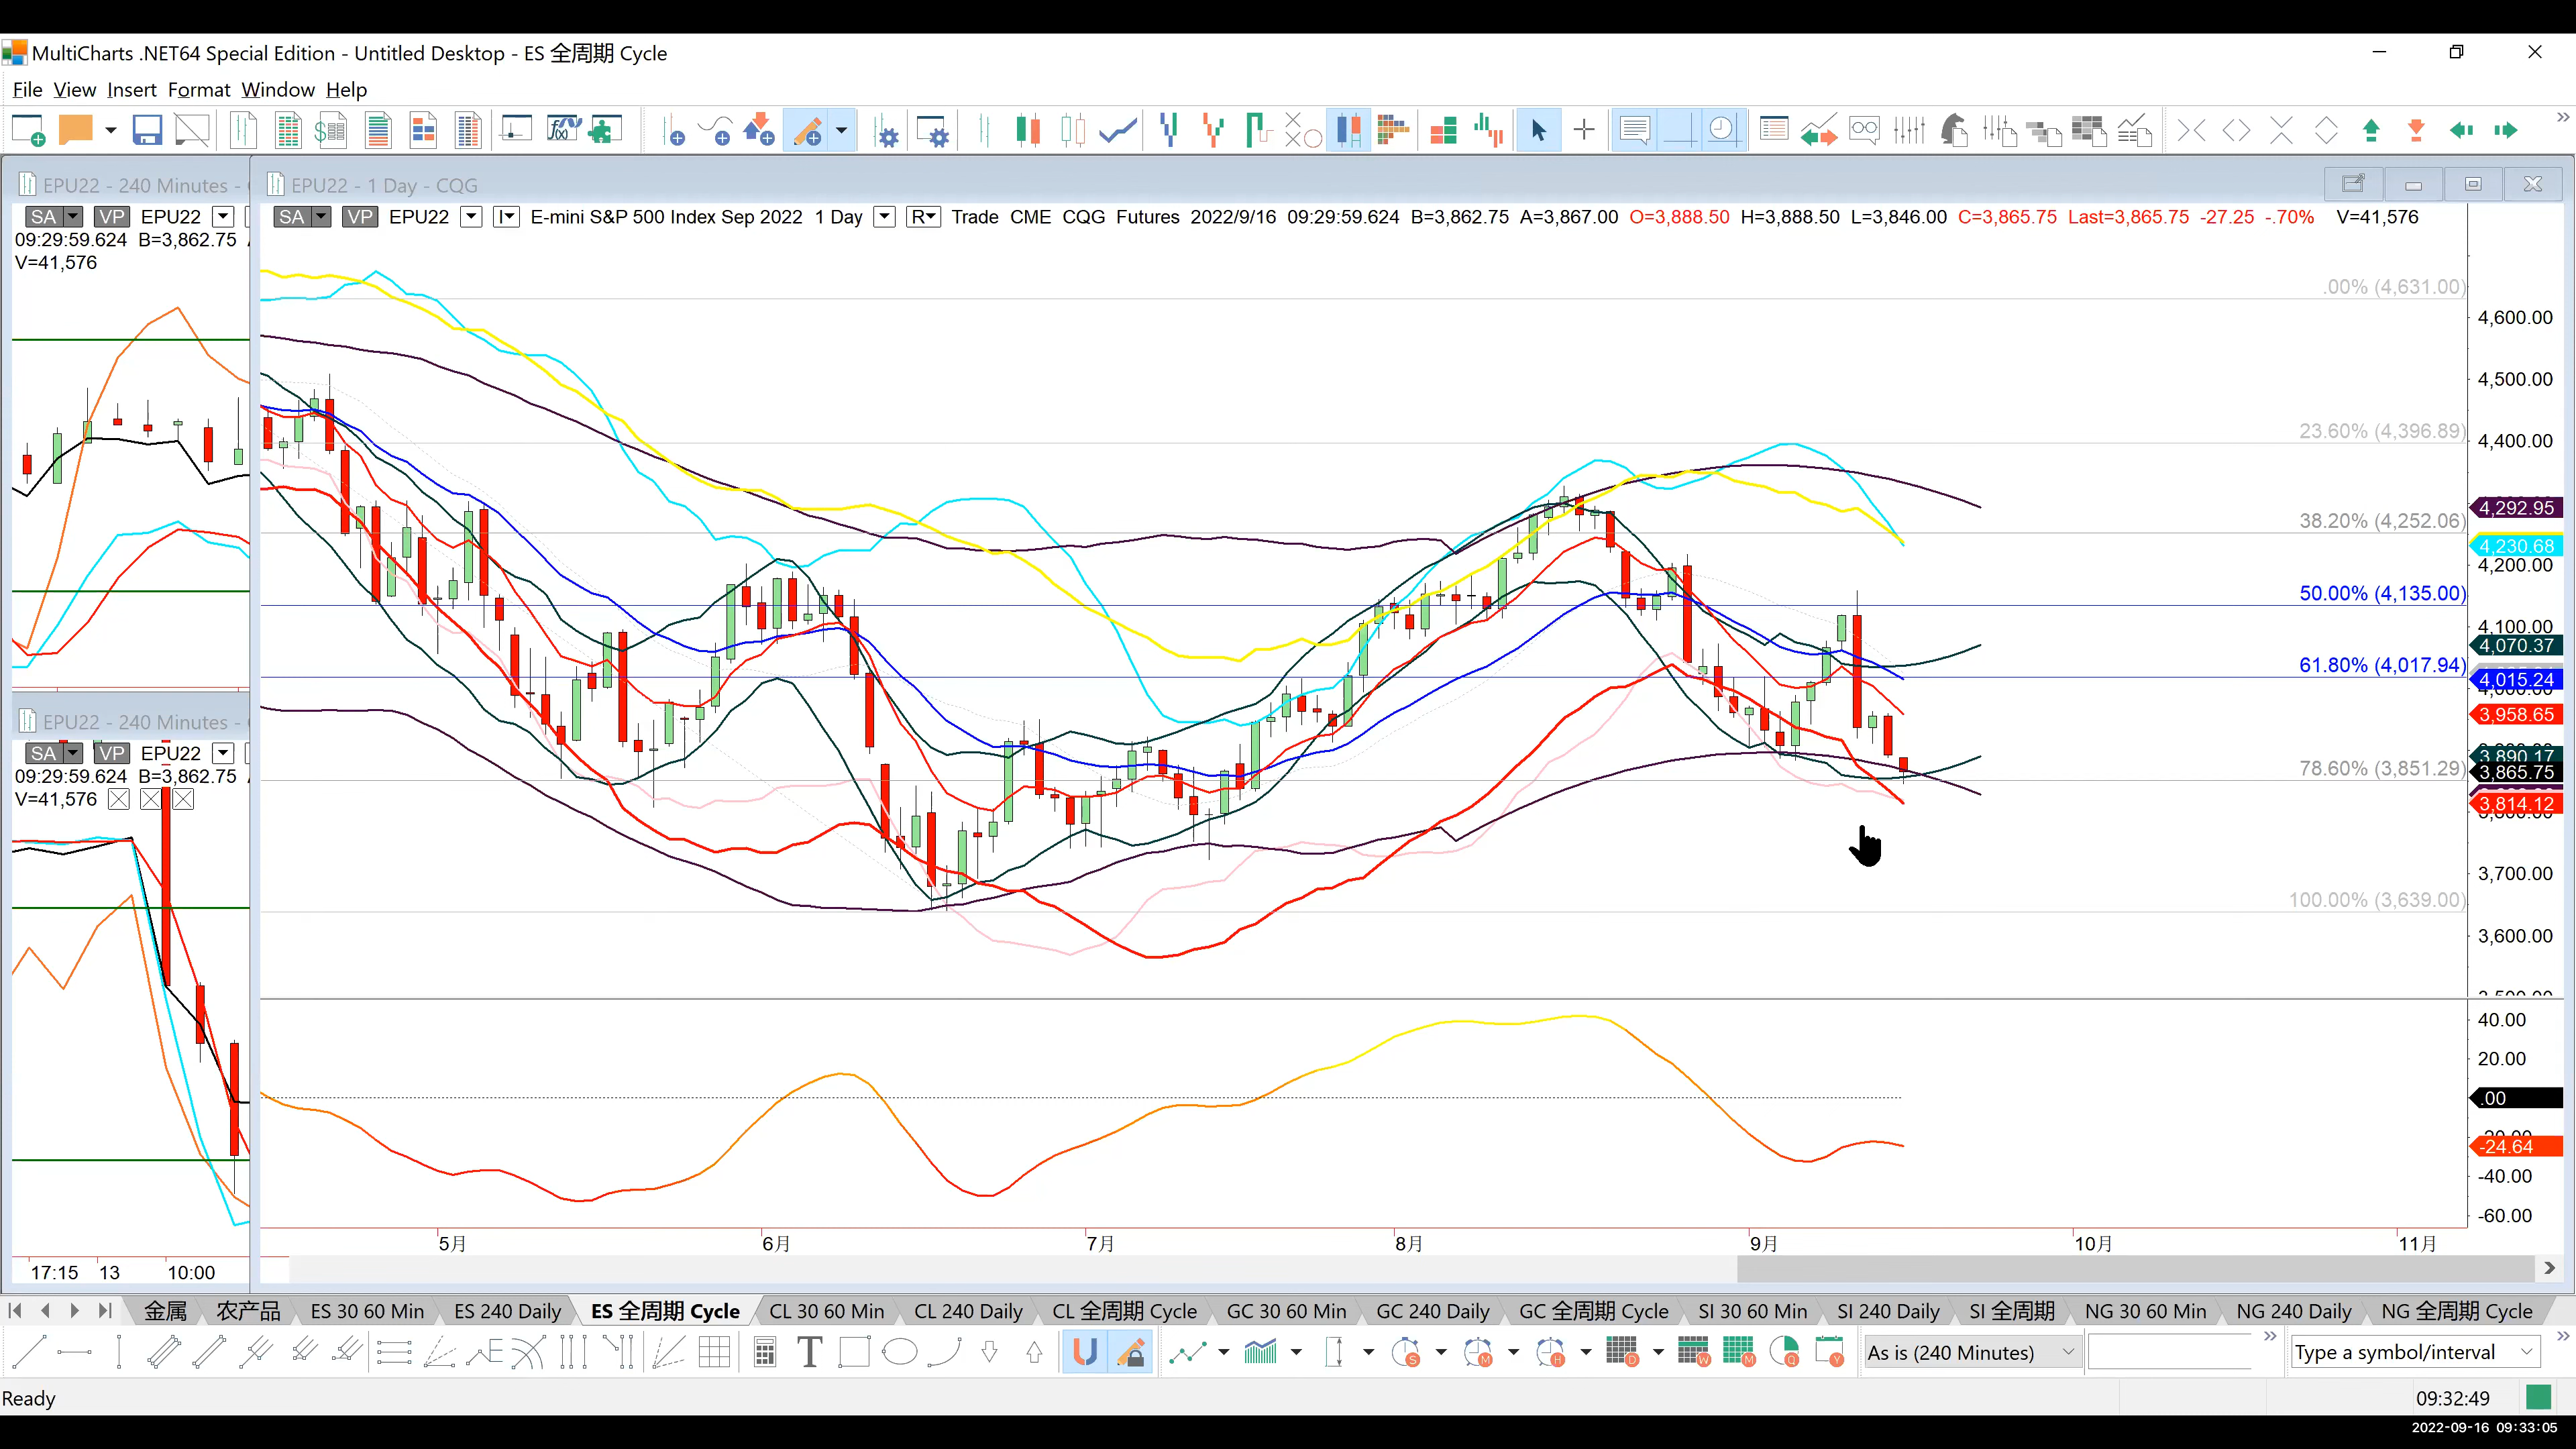 MultiCharts .NET64 Special Edition - Untitled Desktop - ES 全周期 Cycle
File View Insert Format Window Help
EPU22 - 240 Minutes -
EPU22 - 1 Day - CQG
SA VP EPU22
09:29:59.624 B=3,862.75
V=41,576
SA VP EPU22 I E-mini S&P 500 Index Sep 2022 1 Day R Trade CME CQG Futures 2022/9/16 09:29:59.624 B=3,862.75 A=3,867.00 O=3,888.50 H=3,888.50 L=3,846.00 C=3,865.75 Last=3,865.75 -27.25 -.70% V=41,576
.00% (4,631.00)
4,600.00
4,500.00
23.60% (4,396.89)
4,400.00
4,292.95
38.20% (4,252.06)
4,230.68
4,200.00
50.00% (4,135.00)
4,100.00
4,070.37
61.80% (4,017.94)
4,015.24
4,000.00
3,958.65
3,890.17
78.60% (3,851.29)
3,865.75
3,814.12
3,800.00
3,700.00
100.00% (3,639.00)
3,600.00
3,500.00
EPU22 - 240 Minutes -
SA VP EPU22
09:29:59.624 B=3,862.75
V=41,576
40.00
20.00
.00
-20.00
-24.64
-40.00
-60.00
5月 6月 7月 8月 9月 10月 11月
17:15 13 10:00
金属 农产品 ES 30 60 Min ES 240 Daily ES 全周期 Cycle CL 30 60 Min CL 240 Daily CL 全周期 Cycle GC 30 60 Min GC 240 Daily GC 全周期 Cycle SI 30 60 Min SI 240 Daily SI 全周期 NG 30 60 Min NG 240 Daily NG 全周期 Cycle
As is (240 Minutes)
Type a symbol/interval
Ready
09:32:49
2022-09-16 09:33:05